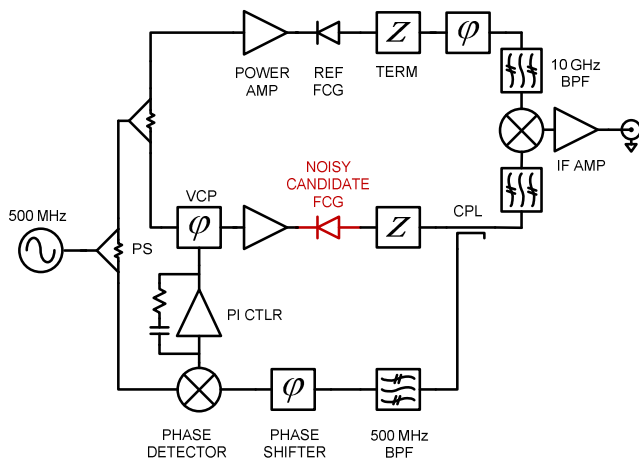 POWER
AMP
REF
FCG
Z
TERM
φ
10 GHz
BPF
IF AMP
500 MHz
PS
VCP
φ
NOISY
CANDIDATE
FCG
Z
CPL
PI CTLR
PHASE
DETECTOR
φ
PHASE
SHIFTER
500 MHz
BPF